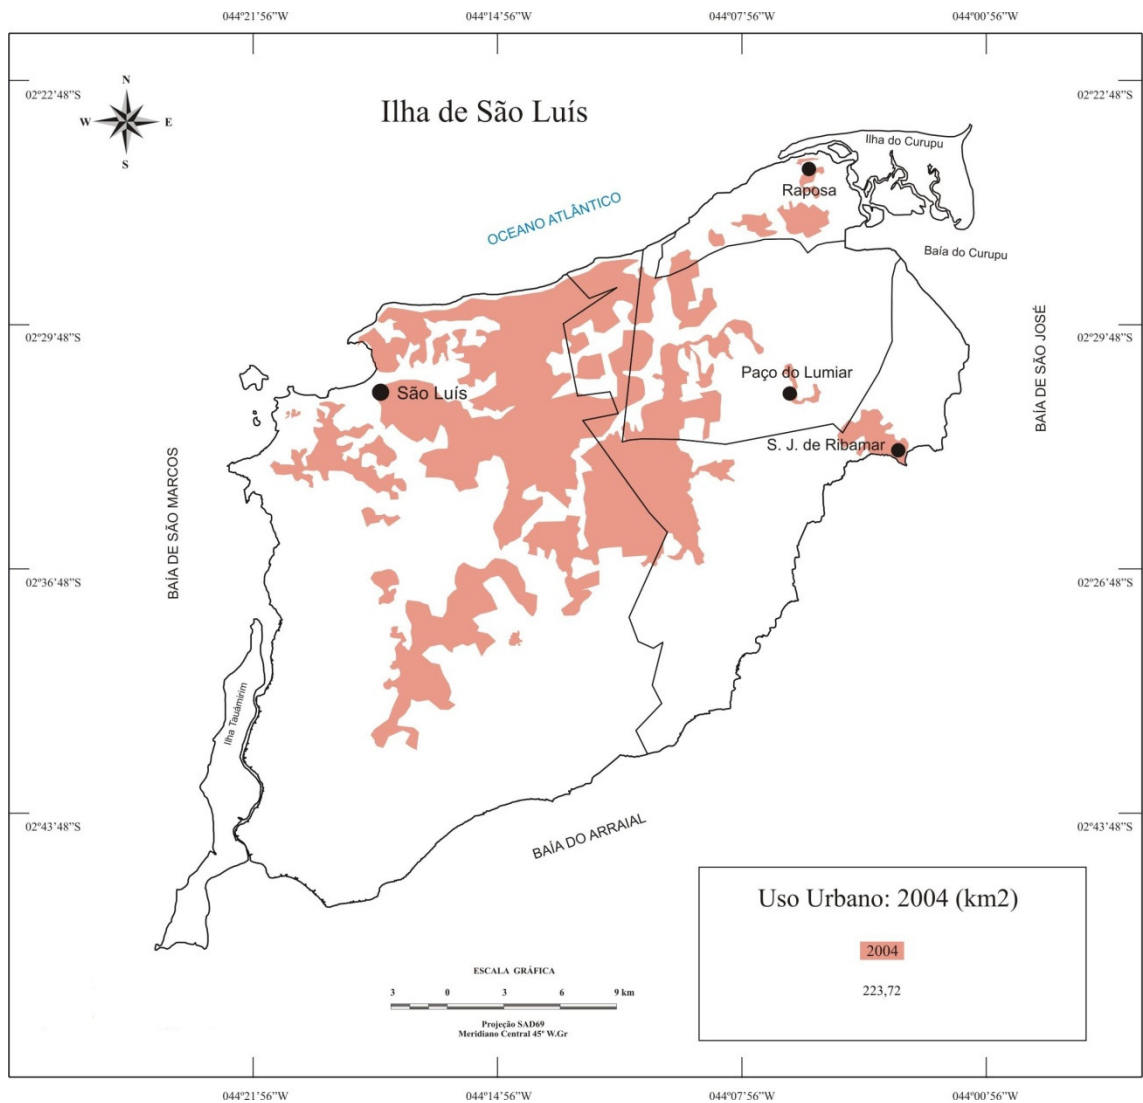 044º21'56''W
044º14'56''W
044º07'56''W
044º00'56''W
02º22'48''S
02º22'48''S
N
W
E
S
Ilha de São Luís
Ilha do Curupu
Raposa
OCEANO ATLÂNTICO
Baía do Curupu
02º29'48''S
02º29'48''S
BAÍA DE SÃO JOSÉ
Paço do Lumiar
São Luís
S. J. de Ribamar
BAÍA DE SÃO MARCOS
02º36'48''S
02º26'48''S
Ilha Tauámirim
02º43'48''S
02º43'48''S
BAÍA DO ARRAIAL
Uso Urbano: 2004 (km2)
2004
223,72
ESCALA GRÁFICA
3 0 3 6 9 km
Projeção SAD69
Meridiano Central 45º W.Gr
044º21'56''W
044º14'56''W
044º07'56''W
044º00'56''W